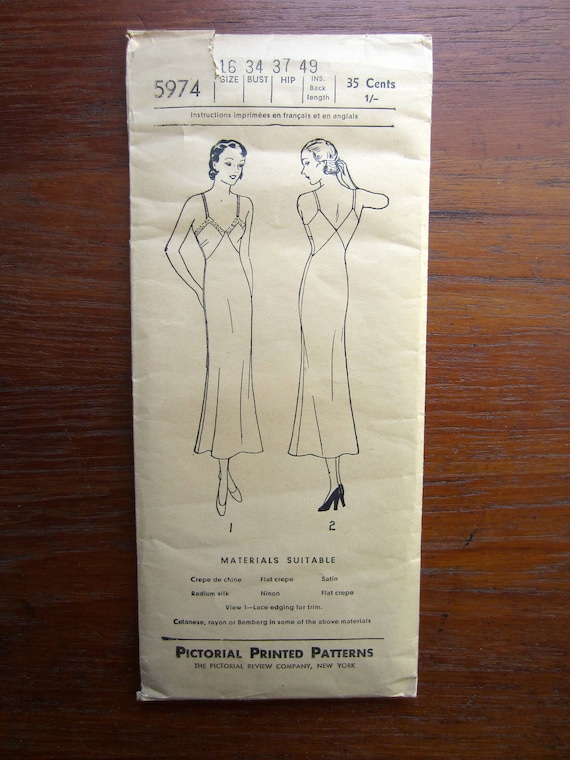 16 34 37 49
5974 SIZE BUST HIP INS. Back length 35 Cents 1/-
Instructions imprimées en français et en anglais
1 2
MATERIALS SUITABLE
Crepe de chine Flat crepe Satin
Radium silk Ninon Flat crepe
View 1—Lace edging for trim.
Celanese, rayon or Bemberg in some of the above materials
PICTORIAL PRINTED PATTERNS
THE PICTORIAL REVIEW COMPANY, NEW YORK